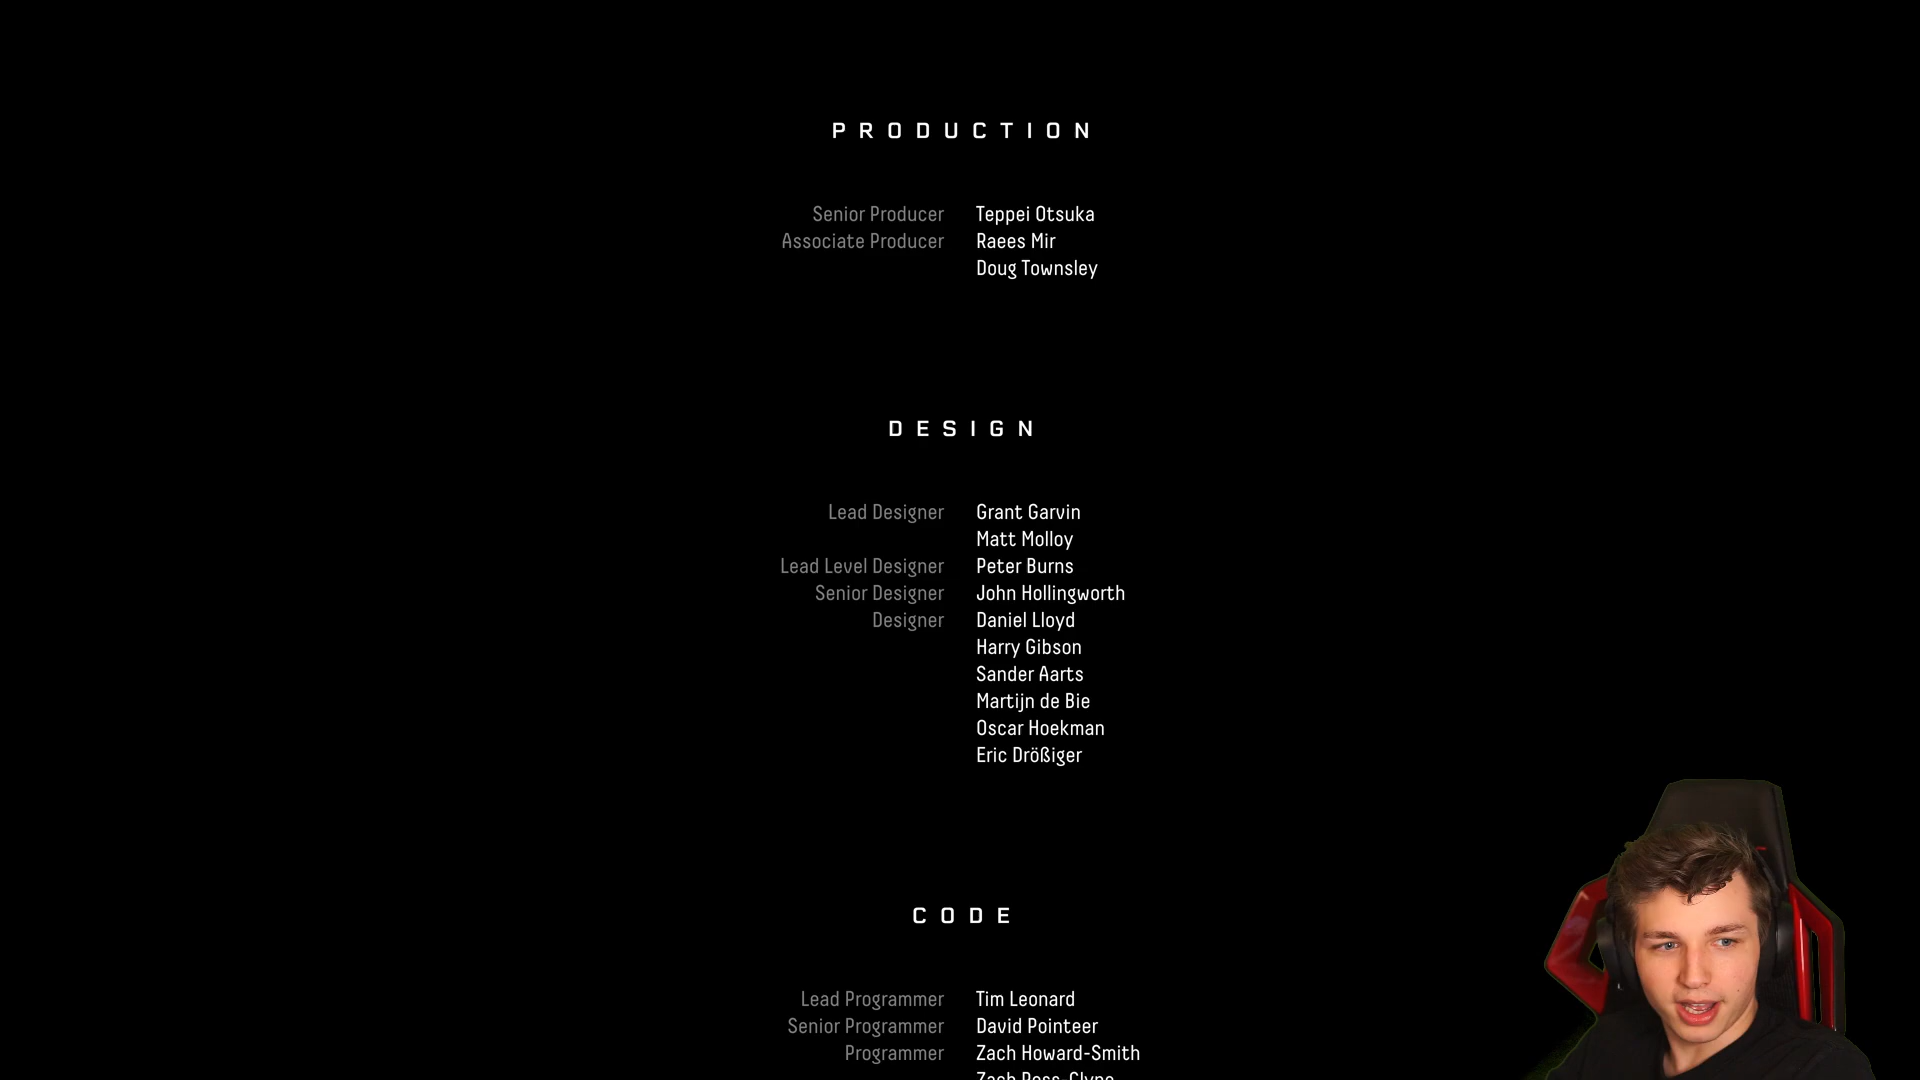 PRODUCTION
Senior Producer Teppei Otsuka
Associate Producer Raees Mir
Doug Townsley
DESIGN
Lead Designer Grant Garvin
Matt Molloy
Lead Level Designer Peter Burns
Senior Designer John Hollingworth
Designer Daniel Lloyd
Harry Gibson
Sander Aarts
Martijn de Bie
Oscar Hoekman
Eric Drößiger
CODE
Lead Programmer Tim Leonard
Senior Programmer David Pointeer
Programmer Zach Howard-Smith
Zach